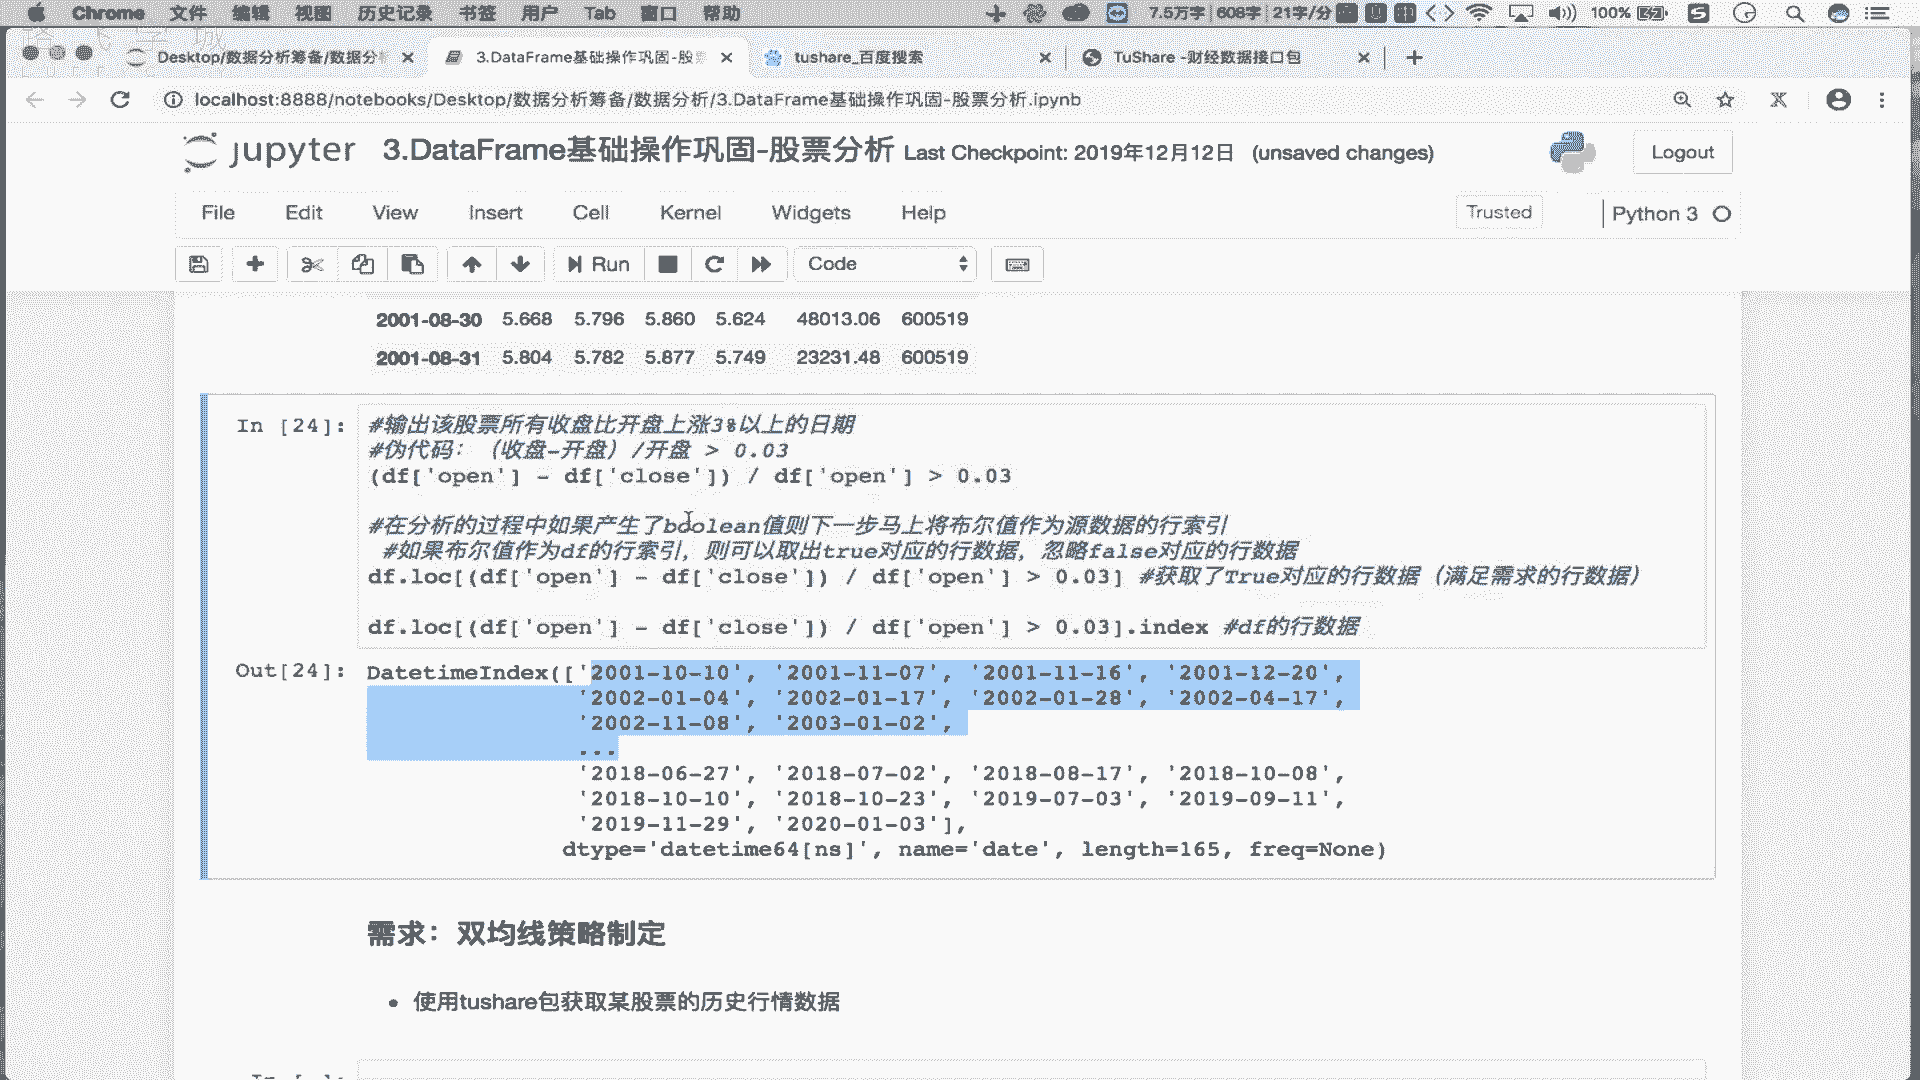 Chrome 文件 编辑 视图 历史记录 书签 用户 Tab 窗口 帮助 7.5万字 608字 21字/分 100%
Desktop/数据分析筹备/数据分析 3.DataFrame基础操作巩固-股票 tushare_百度搜索 TuShare -财经数据接口包
localhost:8888/notebooks/Desktop/数据分析筹备/数据分析/3.DataFrame基础操作巩固-股票分析.ipynb
jupyter 3.DataFrame基础操作巩固-股票分析 Last Checkpoint: 2019年12月12日 (unsaved changes) Logout
File Edit View Insert Cell Kernel Widgets Help Trusted Python 3
Run Code
2001-08-30 5.668 5.796 5.860 5.624 48013.06 600519
2001-08-31 5.804 5.782 5.877 5.749 23231.48 600519
In [24]: #输出该股票所有收盘比开盘上涨3%以上的日期
#伪代码：（收盘-开盘）/开盘 > 0.03
(df['open'] - df['close']) / df['open'] > 0.03
#在分析的过程中如果产生了boolean值则下一步马上将布尔值作为源数据的行索引
#如果布尔值作为df的行索引，则可以取出true对应的行数据，忽略false对应的行数据
df.loc[(df['open'] - df['close']) / df['open'] > 0.03] #获取了True对应的行数据（满足需求的行数据）
df.loc[(df['open'] - df['close']) / df['open'] > 0.03].index #df的行数据
Out[24]: DatetimeIndex(['2001-10-10', '2001-11-07', '2001-11-16', '2001-12-20',
'2002-01-04', '2002-01-17', '2002-01-28', '2002-04-17',
'2002-11-08', '2003-01-02',
...
'2018-06-27', '2018-07-02', '2018-08-17', '2018-10-08',
'2018-10-10', '2018-10-23', '2019-07-03', '2019-09-11',
'2019-11-29', '2020-01-03'],
dtype='datetime64[ns]', name='date', length=165, freq=None)
需求：双均线策略制定
• 使用tushare包获取某股票的历史行情数据